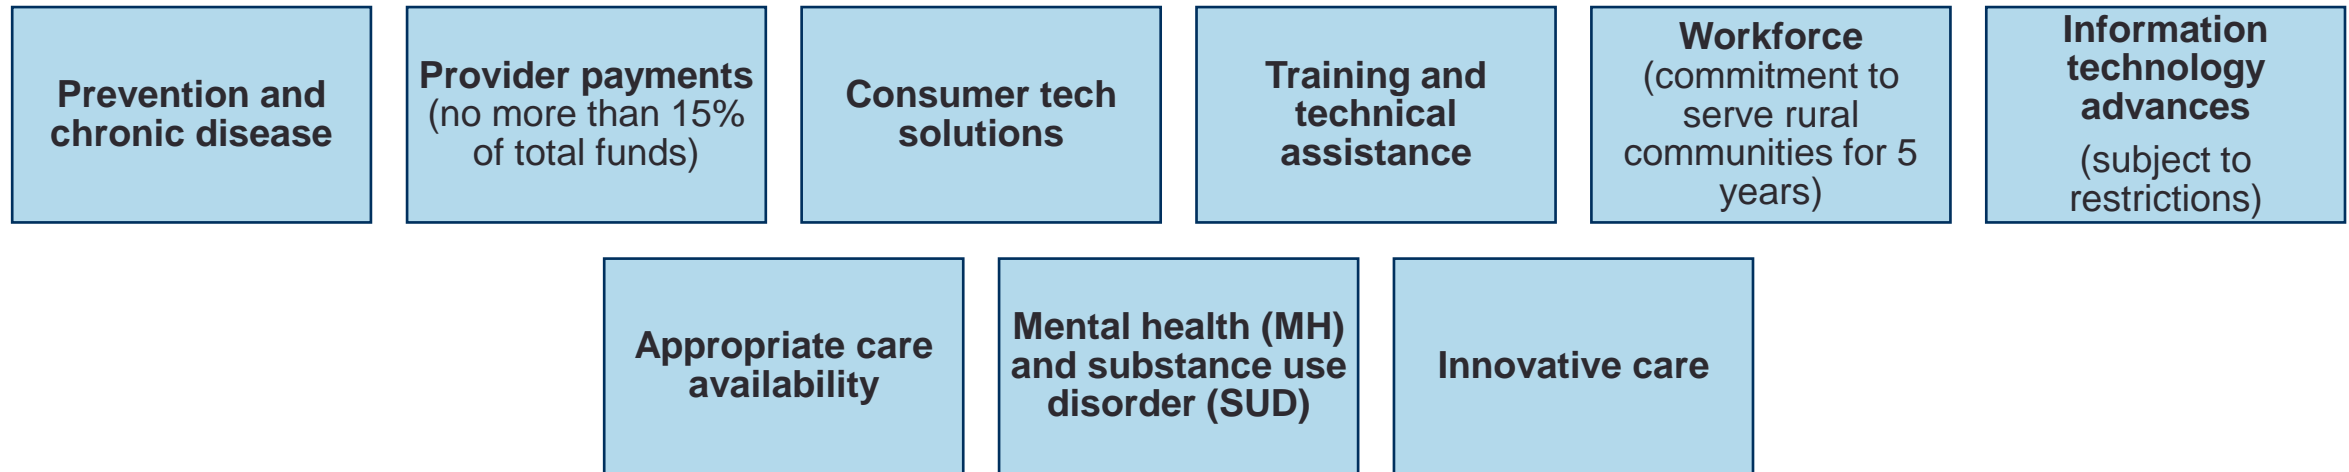 Prevention and
chronic disease
Provider payments
(no more than 15%
of total funds)
Consumer tech
solutions
Training and
technical
assistance
Workforce
(commitment to
serve rural
communities for 5
years)
Information
technology
advances
(subject to
restrictions)
Appropriate care
availability
Mental health (MH)
and substance use
disorder (SUD)
Innovative care